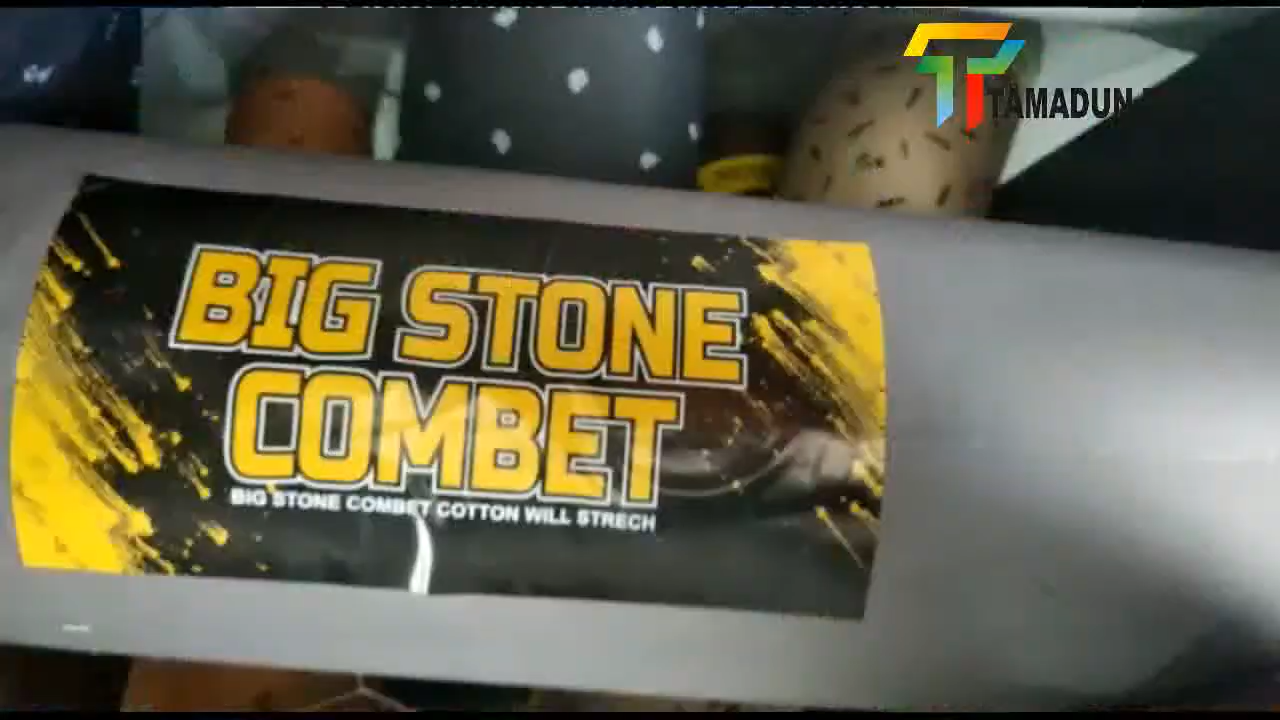 TAMADUN
BIG STONE
COMBET
BIG STONE COMBET COTTON WILL STRECH